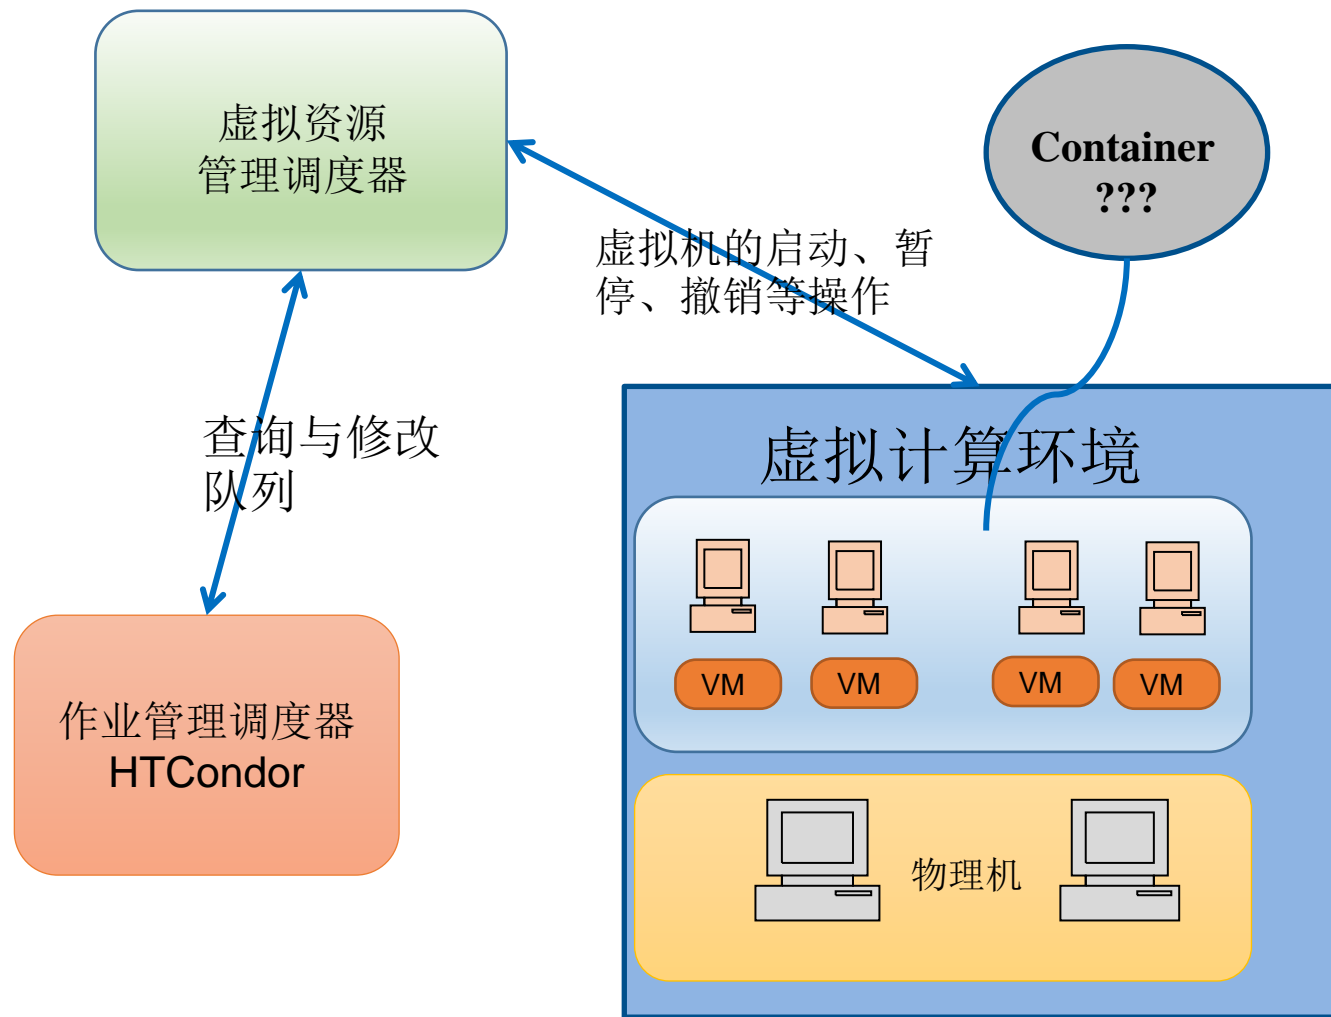 虚拟资源
管理调度器
Container
???
虚拟机的启动、暂
停、撤销等操作
查询与修改
队列
虚拟计算环境
VM
VM
VM
VM
作业管理调度器
HTCondor
物理机